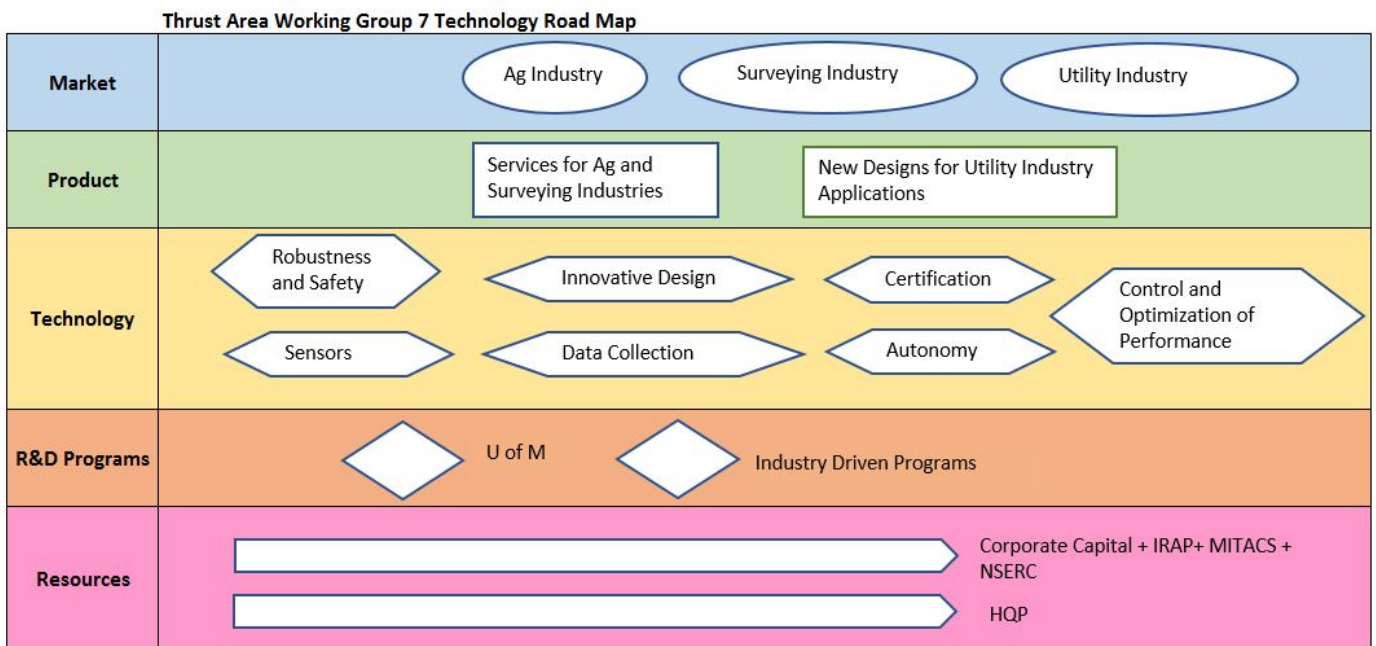 Thrust Area Working Group 7 Technology Road Map
Market
Ag Industry
Surveying Industry
Utility Industry
Product
Services for Ag and
Surveying Industries
New Designs for Utility Industry
Applications
Technology
Robustness
and Safety
Innovative Design
Certification
Control and
Optimization of
Performance
Sensors
Data Collection
Autonomy
R&D Programs
U of M
Industry Driven Programs
Resources
Corporate Capital + IRAP+ MITACS +
NSERC
HQP